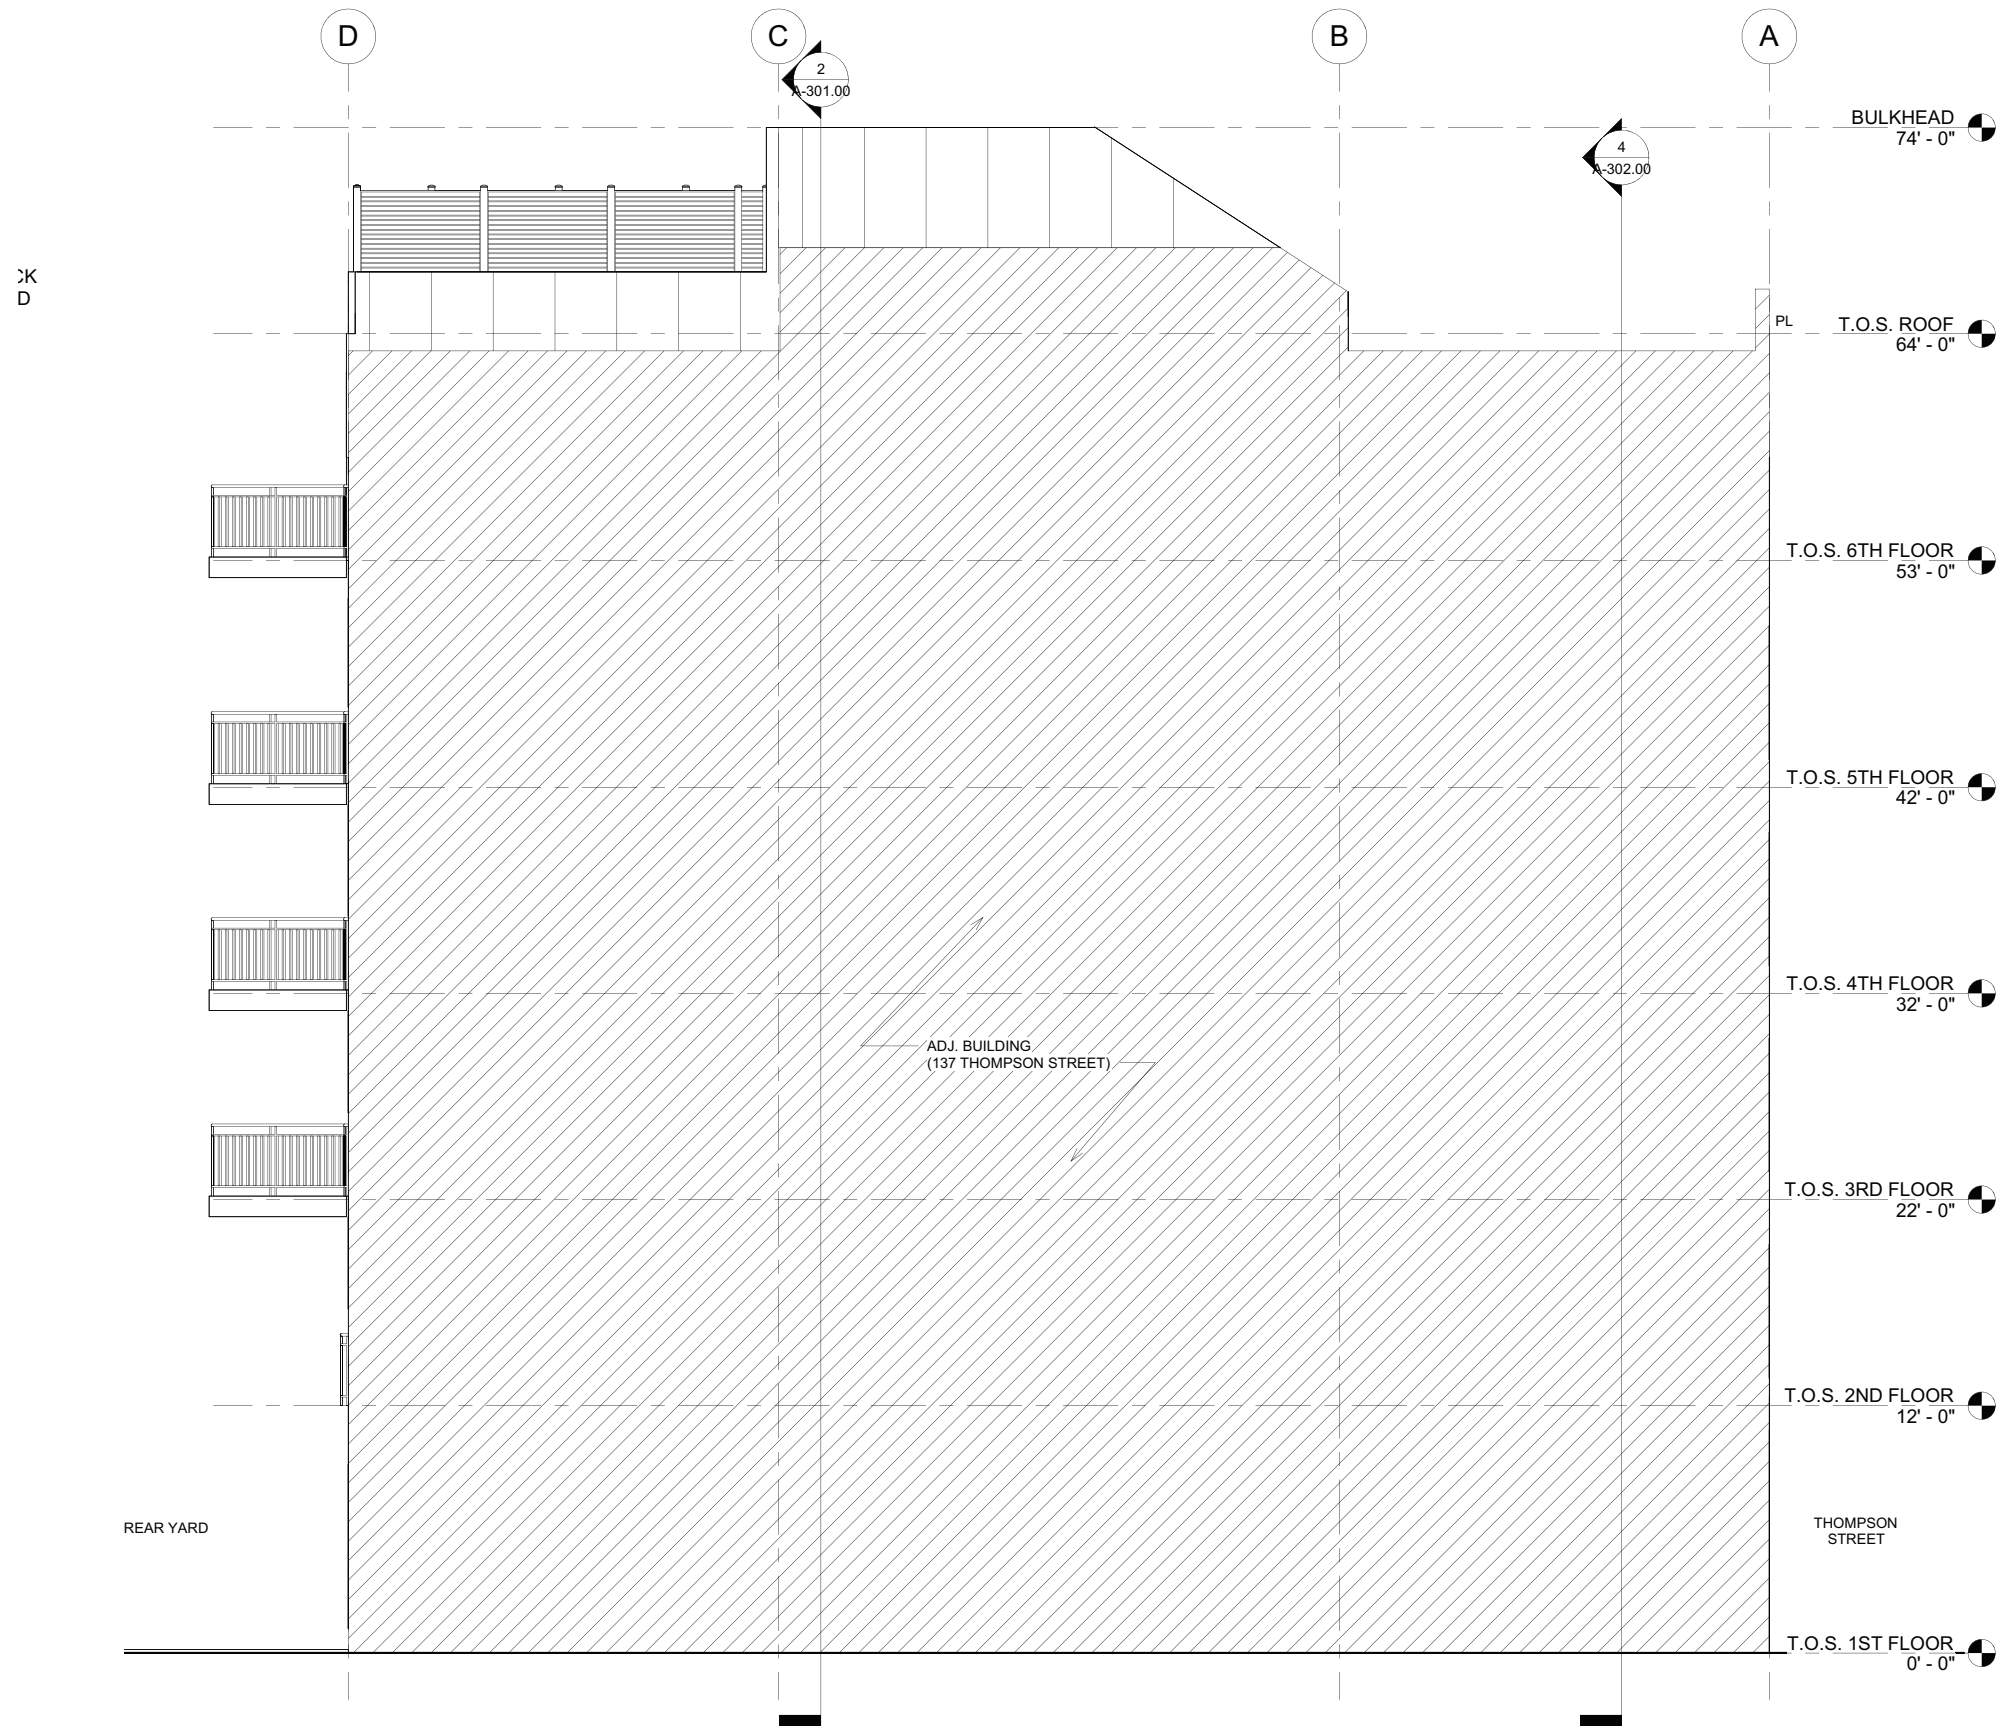 D
C
B
A
2
A-301.00
BULKHEAD
74' - 0"
4
A-302.00
CK
D
PL
T.O.S. ROOF
64' - 0"
T.O.S. 6TH FLOOR
53' - 0"
T.O.S. 5TH FLOOR
42' - 0"
T.O.S. 4TH FLOOR
32' - 0"
ADJ. BUILDING
(137 THOMPSON STREET)
T.O.S. 3RD FLOOR
22' - 0"
T.O.S. 2ND FLOOR
12' - 0"
REAR YARD
THOMPSON
STREET
T.O.S. 1ST FLOOR
0' - 0"